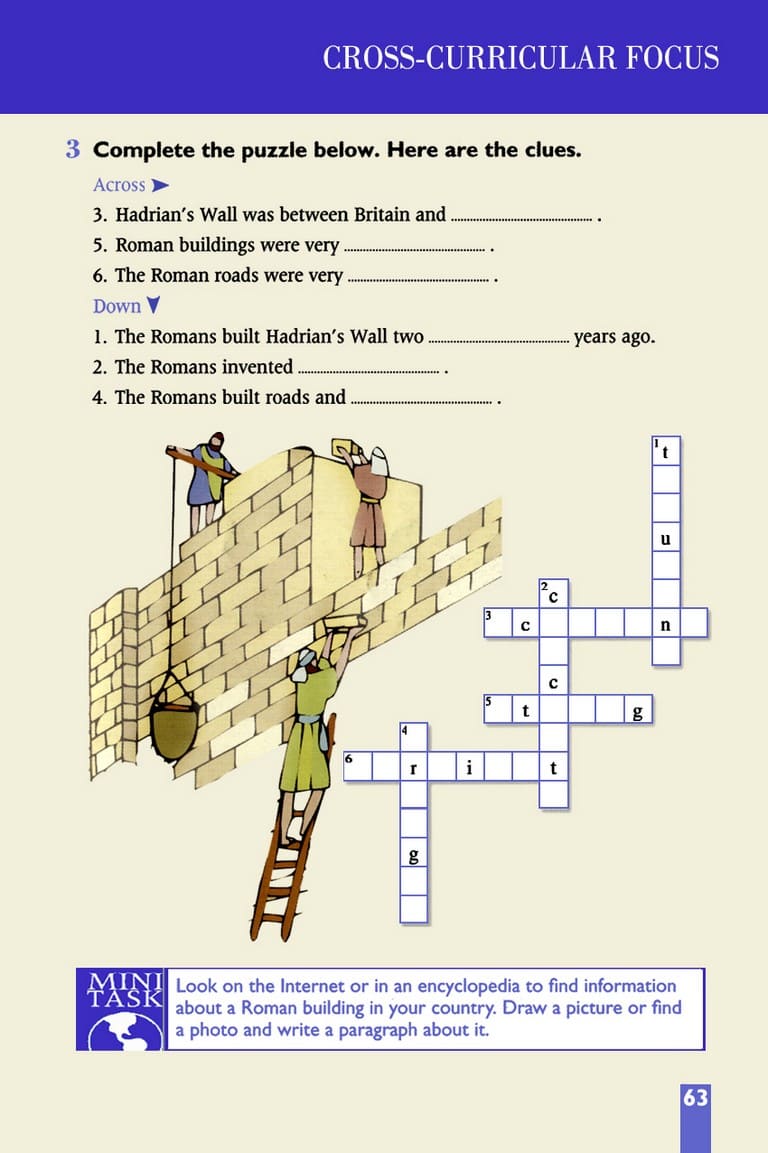 CROSS-CURRICULAR FOCUS
3 Complete the puzzle below. Here are the clues.
Across ➤
3. Hadrian's Wall was between Britain and ............................................ .
5. Roman buildings were very ............................................ .
6. The Roman roads were very ............................................ .
Down ▼
1. The Romans built Hadrian's Wall two ............................................ years ago.
2. The Romans invented ............................................ .
4. The Romans built roads and ............................................ .
1 t
u
2 c
3 c n
c
5 t g
4
6 r i t
g
MINI
TASK
Look on the Internet or in an encyclopedia to find information
about a Roman building in your country. Draw a picture or find
a photo and write a paragraph about it.
63